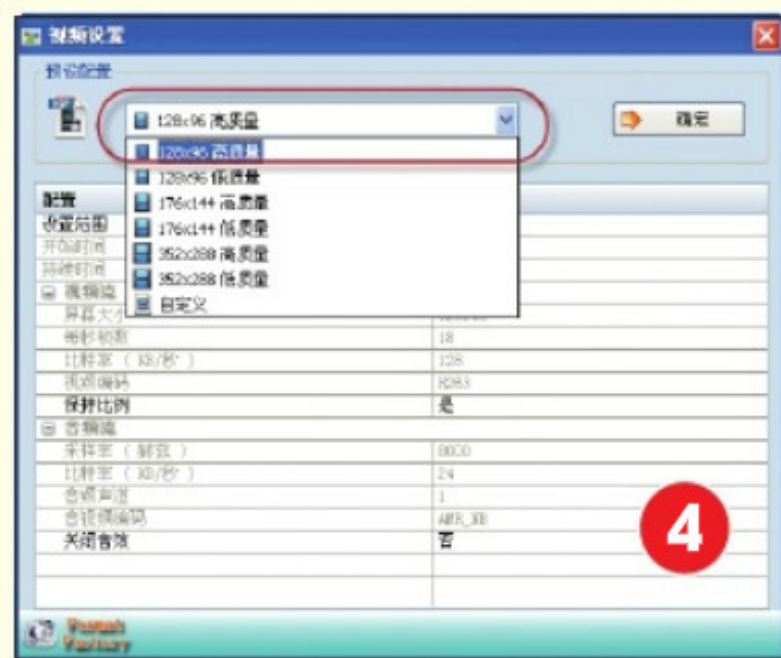 视频设置
预设配置
128x96 高质量
确定
128x96 高质量
128x96 低质量
176x144 高质量
176x144 低质量
352x288 高质量
352x288 低质量
自定义
配置
设置范围
开始时间
持续时间
视频流
屏幕大小
每秒帧数 18
比特率 ( KB/秒 ) 128
视频编码 H263
保持比例 是
音频流
采样率 ( 赫兹 ) 8000
比特率 ( KB/秒 ) 24
音频声道 1
音视频编码 AMR_NB
关闭音效 否
4
Format
Factory